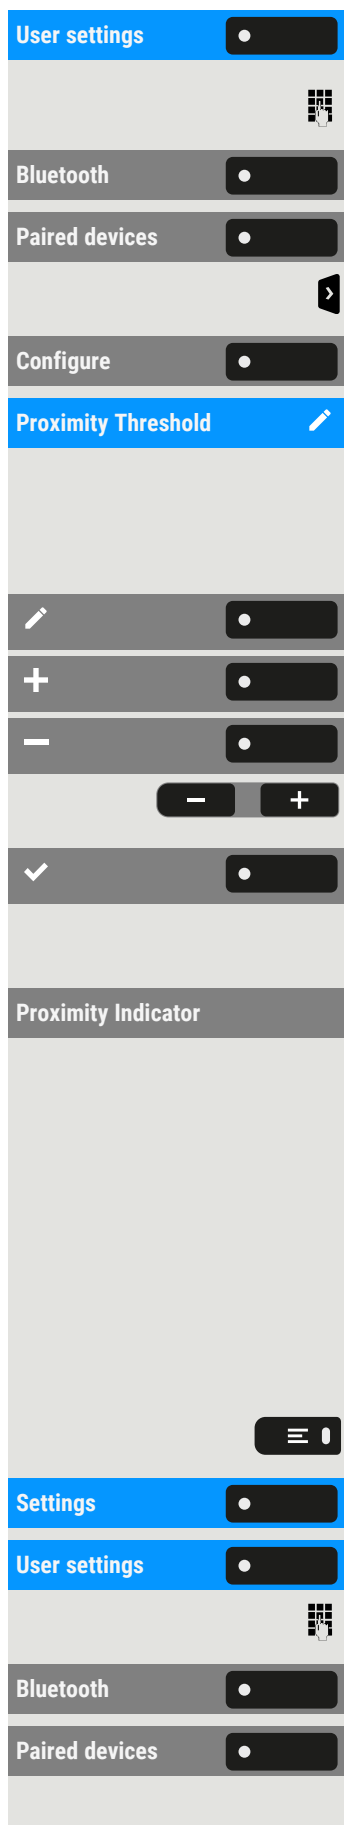 User settings
Bluetooth
Paired devices
Configure
Proximity Threshold
Proximity Indicator
Settings
User settings
Bluetooth
Paired devices